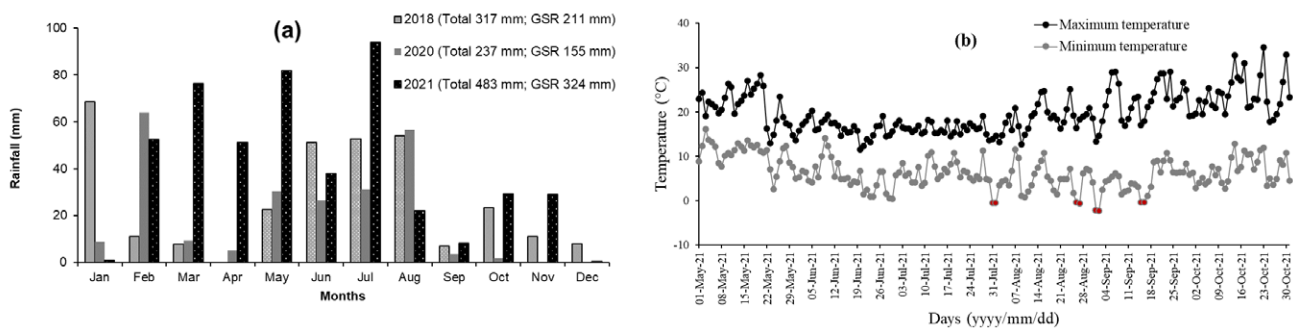 (a)
2018 (Total 317 mm; GSR 211 mm)
2020 (Total 237 mm; GSR 155 mm)
2021 (Total 483 mm; GSR 324 mm)
Rainfall (mm)
100
80
60
40
20
0
Jan Feb Mar Apr May Jun Jul Aug Sep Oct Nov Dec
Months
(b)
Maximum temperature
Minimum temperature
Temperature (°C)
40
30
20
10
0
-10
01-May-21
08-May-21
15-May-21
22-May-21
29-May-21
05-Jun-21
12-Jun-21
19-Jun-21
26-Jun-21
03-Jul-21
10-Jul-21
17-Jul-21
24-Jul-21
31-Jul-21
07-Aug-21
14-Aug-21
21-Aug-21
28-Aug-21
04-Sep-21
11-Sep-21
18-Sep-21
25-Sep-21
02-Oct-21
09-Oct-21
16-Oct-21
23-Oct-21
30-Oct-21
Days (yyyy/mm/dd)